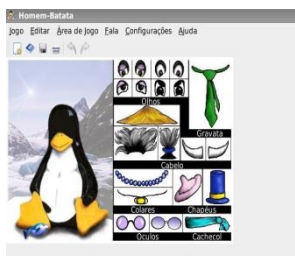 Homem-Batata
Jogo Editar Área de Jogo Fala Configurações Ajuda
Olhos
Gravata
Cabelo
Colares Chapéus
Óculos Cachecol